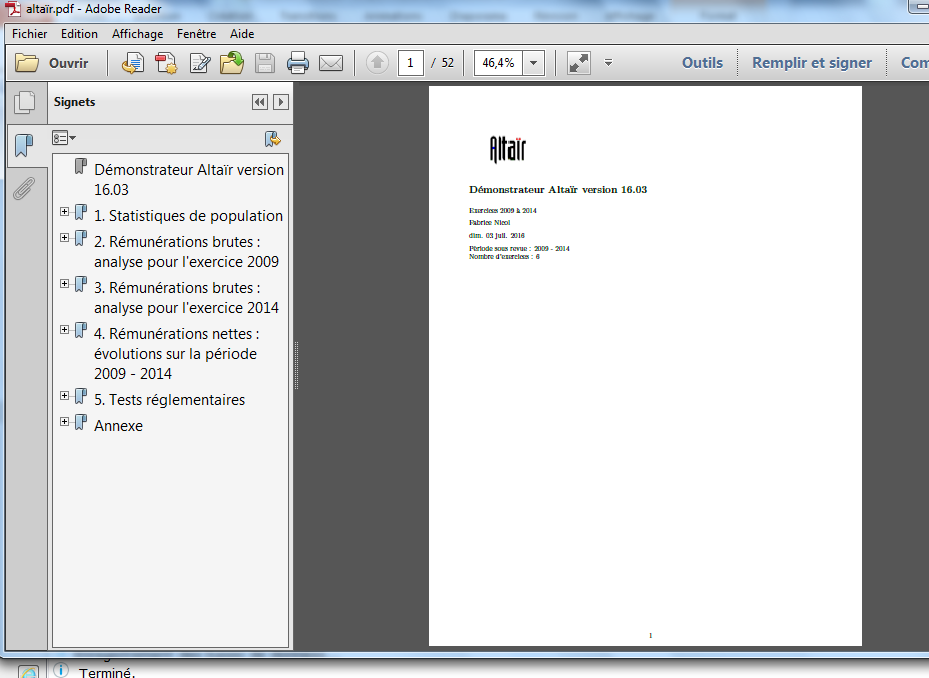 altaïr.pdf - Adobe Reader
Fichier Edition Affichage Fenêtre Aide
Ouvrir 1 / 52 46,4% Outils Remplir et signer Com
Signets
Démonstrateur Altaïr version
16.03
1. Statistiques de population
2. Rémunérations brutes :
analyse pour l'exercice 2009
3. Rémunérations brutes :
analyse pour l'exercice 2014
4. Rémunérations nettes :
évolutions sur la période
2009 - 2014
5. Tests réglementaires
Annexe
Altaïr
Démonstrateur Altaïr version 16.03
Exercices 2009 à 2014
Fabrice Nicol
dim. 03 juil. 2016
Période sous revue : 2009 - 2014
Nombre d'exercices : 6
1
Terminé.